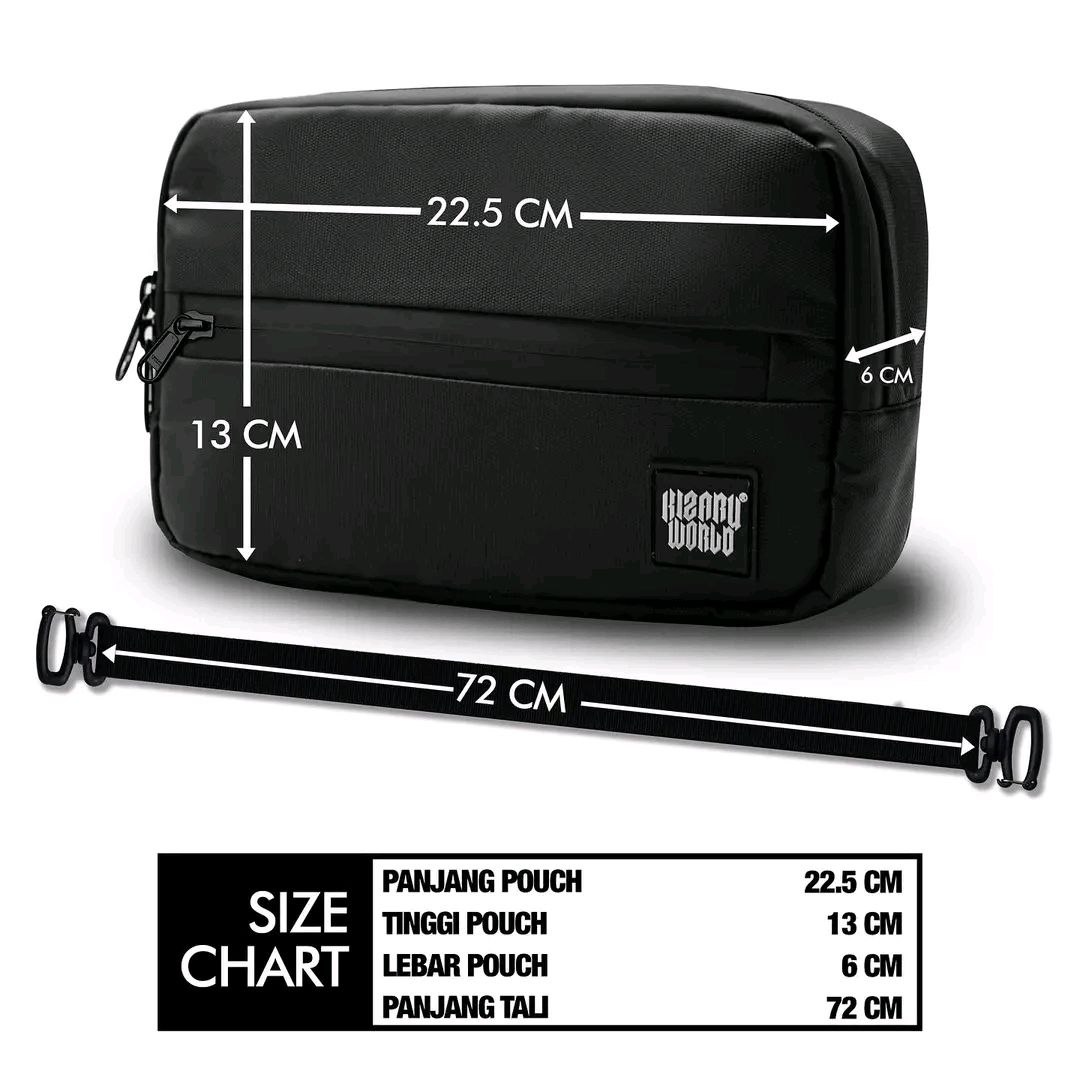 22.5 CM
6 CM
13 CM
KIZARU®
WORLD
72 CM
SIZE
CHART
PANJANG POUCH 22.5 CM
TINGGI POUCH 13 CM
LEBAR POUCH 6 CM
PANJANG TALI 72 CM